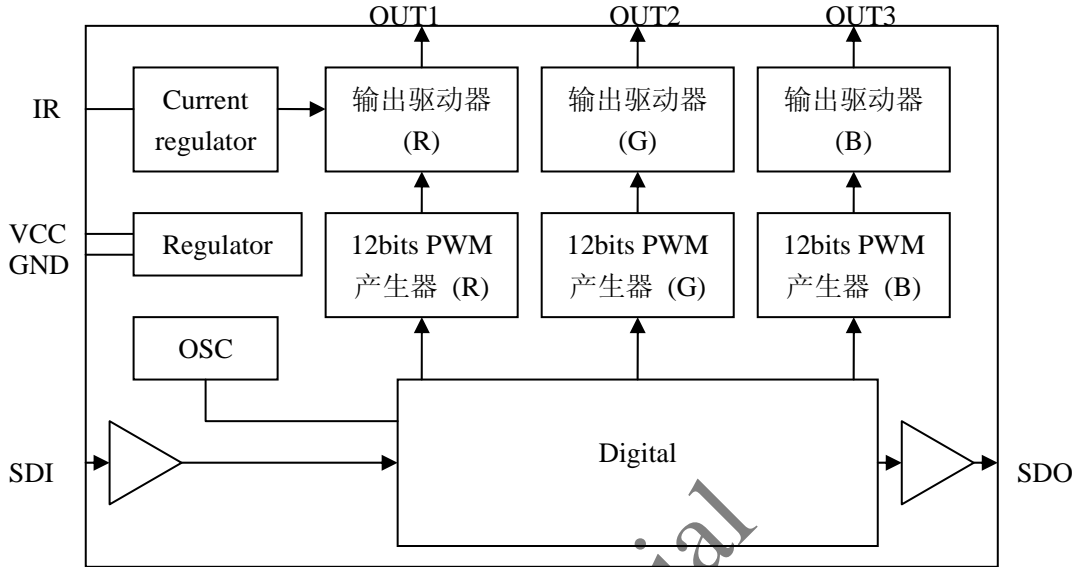 OUT1 OUT2 OUT3
IR
Current
regulator
输出驱动器
(R)
输出驱动器
(G)
输出驱动器
(B)
VCC
GND
Regulator
12bits PWM
产生器 (R)
12bits PWM
产生器 (G)
12bits PWM
产生器 (B)
OSC
SDI
Digital
SDO
ial